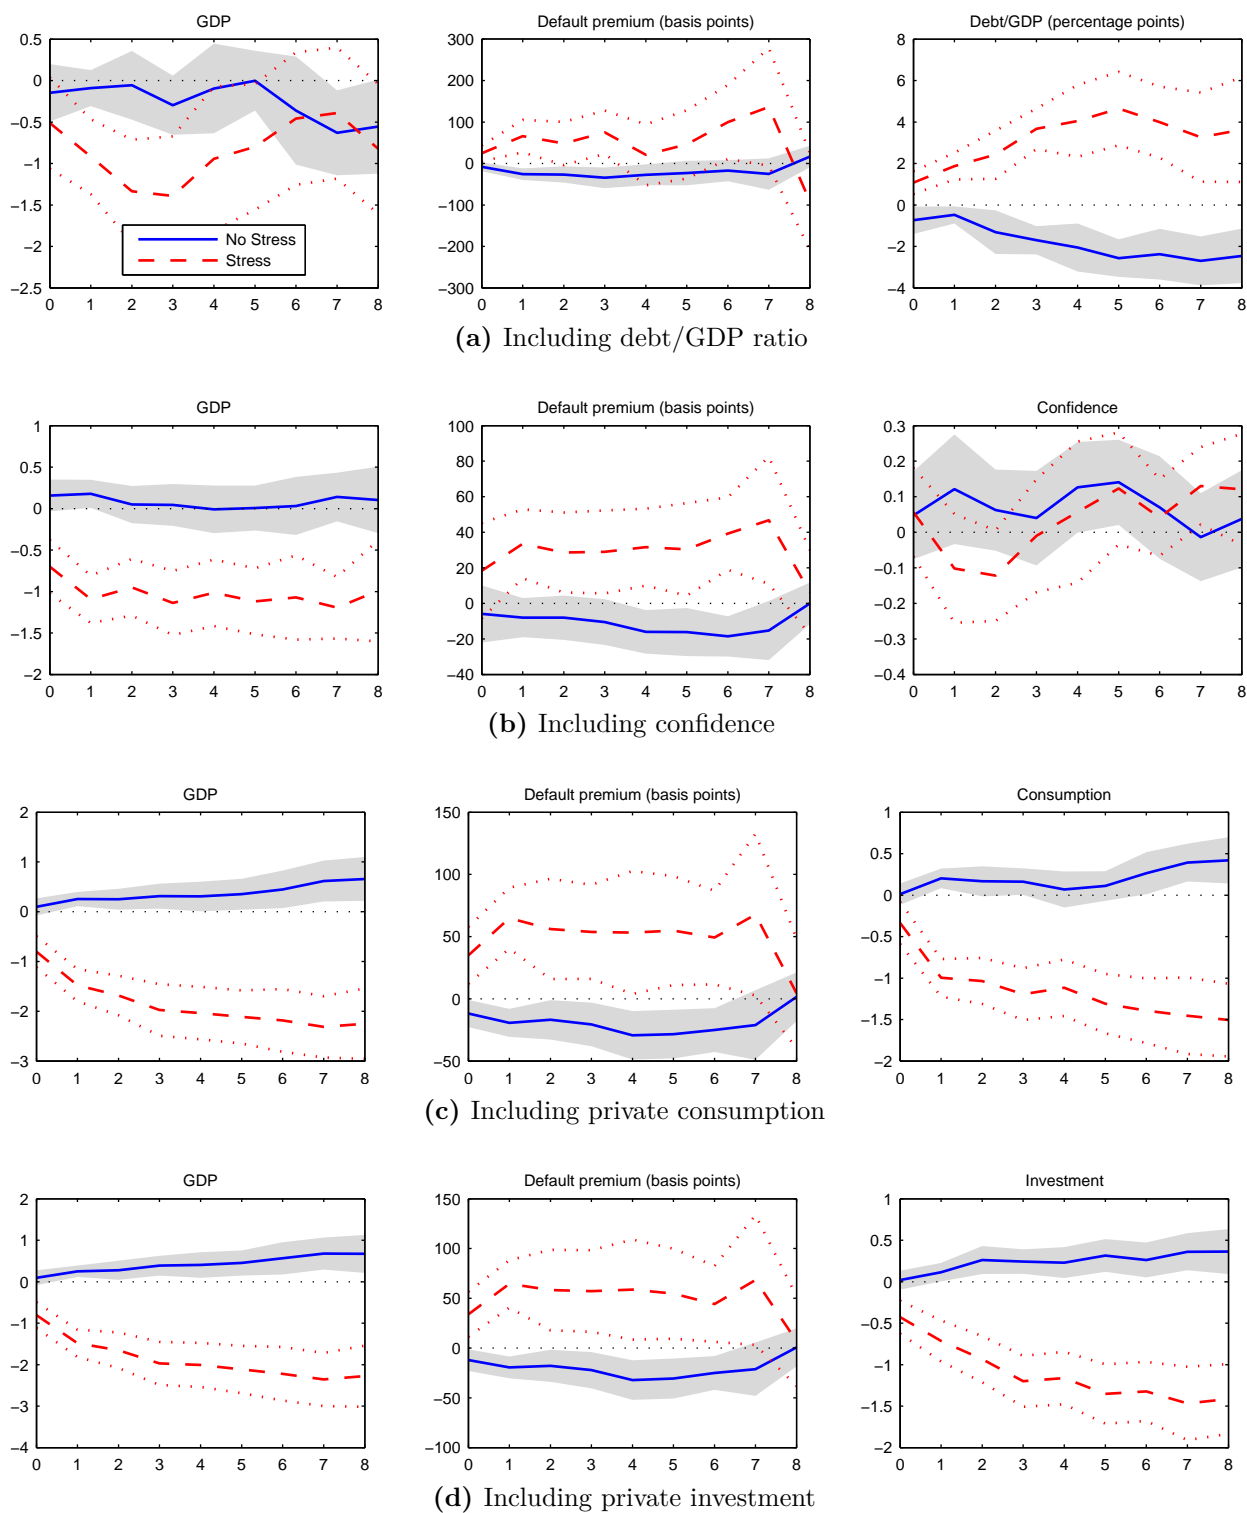 GDP
Default premium (basis points)
Debt/GDP (percentage points)
0.5
0
−0.5
−1
−1.5
−2
−2.5
No Stress
Stress
0 1 2 3 4 5 6 7 8
300
200
100
0
−100
−200
−300
0 1 2 3 4 5 6 7 8
8
6
4
2
0
−2
−4
0 1 2 3 4 5 6 7 8
(a) Including debt/GDP ratio
GDP
Default premium (basis points)
Confidence
1
0.5
0
−0.5
−1
−1.5
−2
0 1 2 3 4 5 6 7 8
100
80
60
40
20
0
−20
−40
0 1 2 3 4 5 6 7 8
0.3
0.2
0.1
0
−0.1
−0.2
−0.3
−0.4
0 1 2 3 4 5 6 7 8
(b) Including confidence
GDP
Default premium (basis points)
Consumption
2
1
0
−1
−2
−3
0 1 2 3 4 5 6 7 8
150
100
50
0
−50
0 1 2 3 4 5 6 7 8
1
0.5
0
−0.5
−1
−1.5
−2
0 1 2 3 4 5 6 7 8
(c) Including private consumption
GDP
Default premium (basis points)
Investment
2
1
0
−1
−2
−3
−4
0 1 2 3 4 5 6 7 8
150
100
50
0
−50
−100
0 1 2 3 4 5 6 7 8
1
0.5
0
−0.5
−1
−1.5
−2
0 1 2 3 4 5 6 7 8
(d) Including private investment